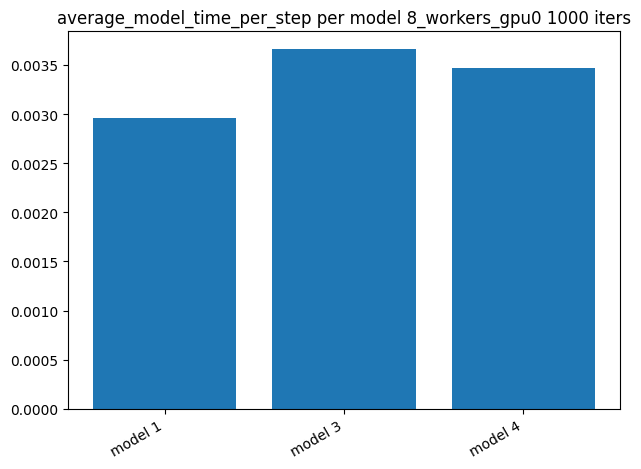 average_model_time_per_step per model 8_workers_gpu0 1000 iters
0.0035
0.0030
0.0025
0.0020
0.0015
0.0010
0.0005
0.0000
model 1
model 3
model 4